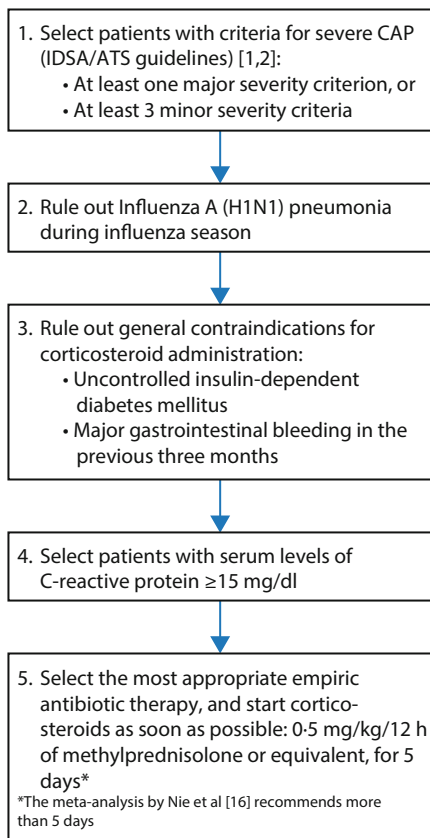 1. Select patients with criteria for severe CAP
(IDSA/ATS guidelines) [1,2]:
• At least one major severity criterion, or
• At least 3 minor severity criteria
2. Rule out Influenza A (H1N1) pneumonia
during influenza season
3. Rule out general contraindications for
corticosteroid administration:
• Uncontrolled insulin-dependent
diabetes mellitus
• Major gastrointestinal bleeding in the
previous three months
4. Select patients with serum levels of
C-reactive protein ≥15 mg/dl
5. Select the most appropriate empiric
antibiotic therapy, and start cortico-
steroids as soon as possible: 0·5 mg/kg/12 h
of methylprednisolone or equivalent, for 5
days*
*The meta-analysis by Nie et al [16] recommends more
than 5 days